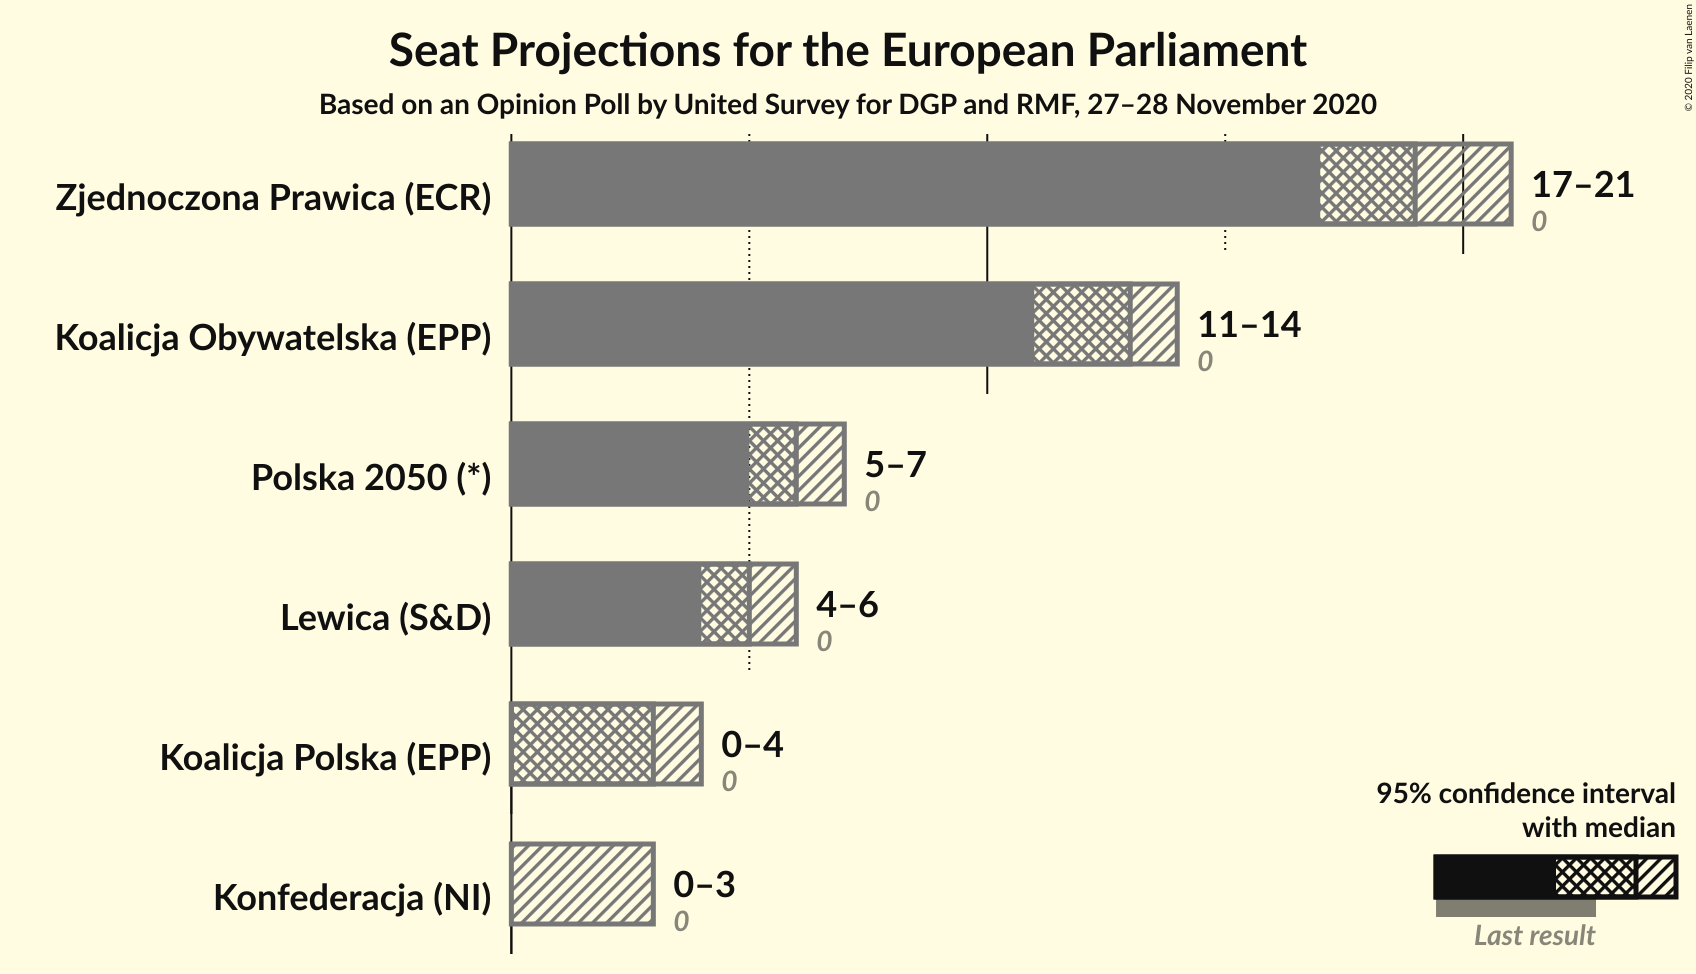 Seat Projections for the European Parliament
Based on an Opinion Poll by United Survey for DGP and RMF, 27–28 November 2020
© 2020 Filip van Laenen
Zjednoczona Prawica (ECR)
17–21
0
Koalicja Obywatelska (EPP)
11–14
0
Polska 2050 (*)
5–7
0
Lewica (S&D)
4–6
0
Koalicja Polska (EPP)
0–4
0
Konfederacja (NI)
0–3
0
95% confidence interval
with median
Last result